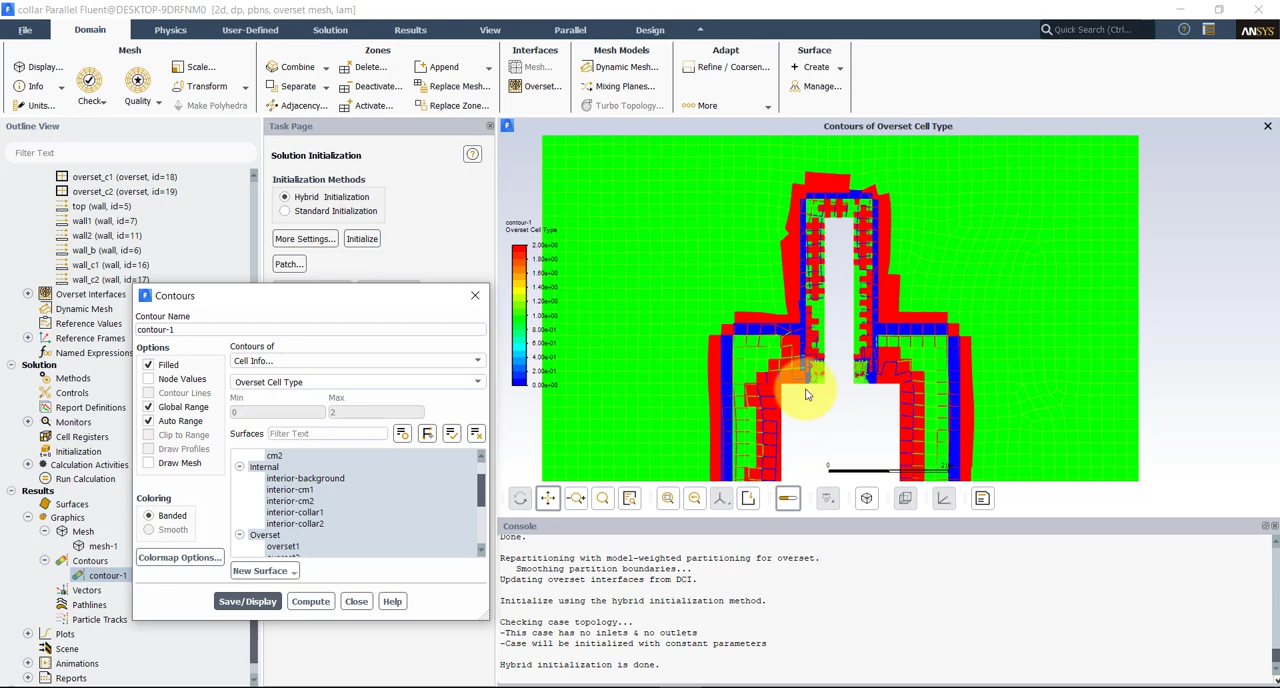 collar Parallel Fluent@DESKTOP-9DRFNM0 [2d, dp, pbns, overset mesh, lam]
File Domain Physics User-Defined Solution Results View Parallel Design Quick Search (Ctrl... ANSYS
Mesh
Display...
Info
Units...
Check
Quality
Scale...
Transform
Make Polyhedra
Zones
Combine
Separate
Adjacency...
Delete...
Deactivate...
Activate...
Append
Replace Mesh...
Replace Zone...
Interfaces
Mesh...
Overset...
Mesh Models
Dynamic Mesh...
Mixing Planes...
Turbo Topology...
Adapt
Refine / Coarsen...
More
Surface
Create
Manage...
Outline View
Filter Text
overset_c1 (overset, id=18)
overset_c2 (overset, id=19)
top (wall, id=5)
wall1 (wall, id=7)
wall2 (wall, id=11)
wall_b (wall, id=6)
wall_c1 (wall, id=16)
wall_c2 (wall, id=17)
Overset Interfaces
Dynamic Mesh
Reference Values
Reference Frames
Named Expressions
Solution
Methods
Controls
Report Definitions
Monitors
Cell Registers
Initialization
Calculation Activities
Run Calculation
Results
Surfaces
Graphics
Mesh
mesh-1
Contours
contour-1
Vectors
Pathlines
Particle Tracks
Plots
Scene
Animations
Reports
Task Page
Solution Initialization
Initialization Methods
Hybrid Initialization
Standard Initialization
More Settings... Initialize
Patch...
Contours
Contour Name
contour-1
Options
Filled
Node Values
Contour Lines
Global Range
Auto Range
Clip to Range
Draw Profiles
Draw Mesh
Coloring
Banded
Smooth
Colormap Options...
Contours of
Cell Info...
Overset Cell Type
Min Max
0 2
Surfaces Filter Text
cm2
Internal
interior-background
interior-cm1
interior-cm2
interior-collar1
interior-collar2
Overset
overset1
New Surface
Save/Display Compute Close Help
Contours of Overset Cell Type
contour-1
Overset Cell Type
2.00e+00
1.80e+00
1.60e+00
1.40e+00
1.20e+00
1.00e+00
8.00e-01
6.00e-01
4.00e-01
2.00e-01
0.00e+00
0
Console
Done.
Repartitioning with model-weighted partitioning for overset.
Smoothing partition boundaries...
Updating overset interfaces from DCI.
Initialize using the hybrid initialization method.
Checking case topology...
-This case has no inlets & no outlets
-Case will be initialized with constant parameters
Hybrid initialization is done.